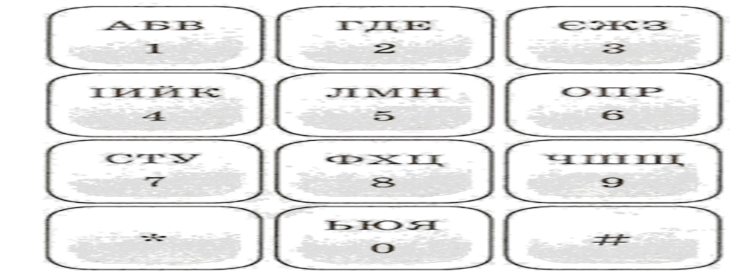 АБВ ГДЕ ЄЖЗ
1 2 3
ІИЙК ЛМН ОПР
4 5 6
СТУ ФХЦ ЧШЩ
7 8 9
ЬЮЯ
* 0 #